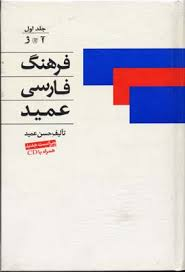 جلد اول
فرهنگ
فارسی
عمید
تألیف حسن عمید
ویراست جدید
همراه با CD